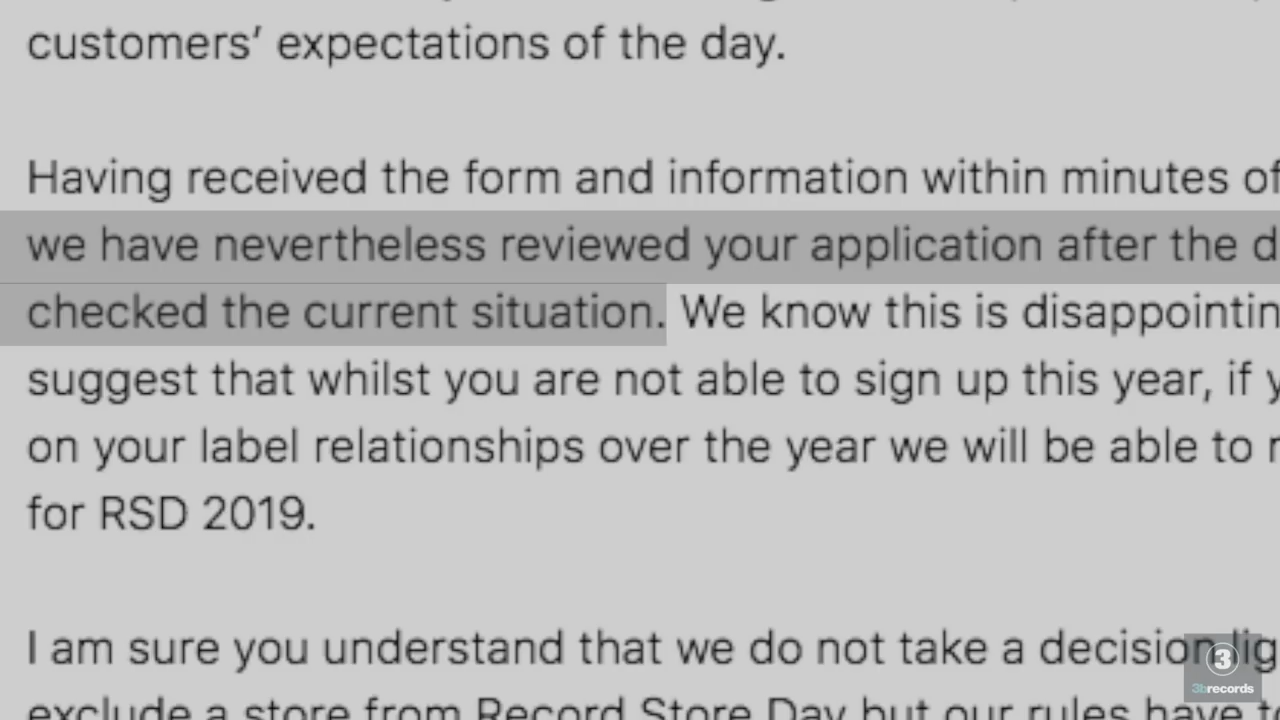 customers’ expectations of the day.
Having received the form and information within minutes of
we have nevertheless reviewed your application after the d
checked the current situation. We know this is disappointin
suggest that whilst you are not able to sign up this year, if y
on your label relationships over the year we will be able to r
for RSD 2019.
I am sure you understand that we do not take a decision lig
exclude a store from Record Store Day but our rules have t
3
3brecords